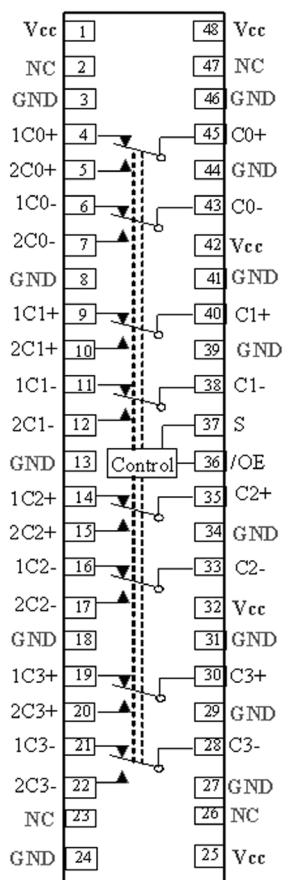 Vcc 1 48 Vcc
NC 2 47 NC
GND 3 46 GND
1C0+ 4 45 C0+
2C0+ 5 44 GND
1C0- 6 43 C0-
2C0- 7 42 Vcc
GND 8 41 GND
1C1+ 9 40 C1+
2C1+ 10 39 GND
1C1- 11 38 C1-
2C1- 12 37 S
GND 13 Control 36 /OE
1C2+ 14 35 C2+
2C2+ 15 34 GND
1C2- 16 33 C2-
2C2- 17 32 Vcc
GND 18 31 GND
1C3+ 19 30 C3+
2C3+ 20 29 GND
1C3- 21 28 C3-
2C3- 22 27 GND
NC 23 26 NC
GND 24 25 Vcc